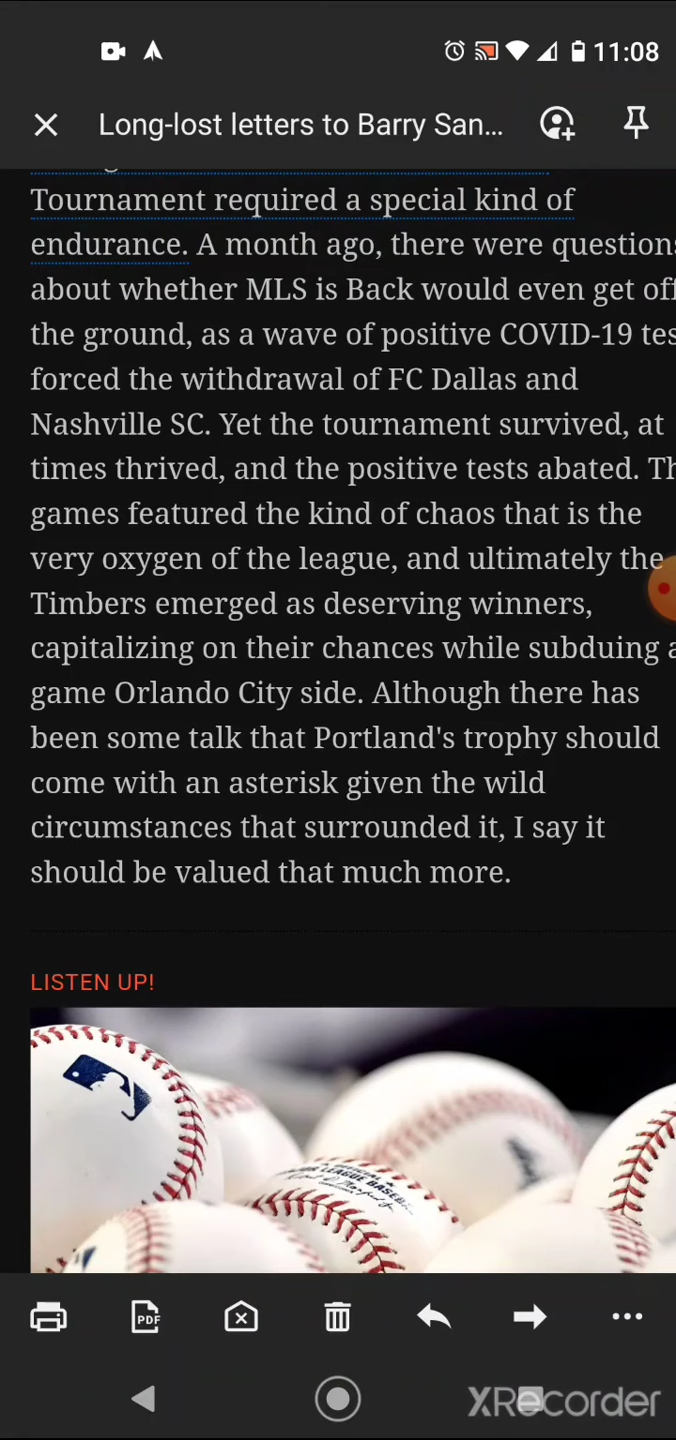 11:08
Long-lost letters to Barry San...
Tournament required a special kind of
endurance. A month ago, there were questions
about whether MLS is Back would even get off
the ground, as a wave of positive COVID-19 tes
forced the withdrawal of FC Dallas and
Nashville SC. Yet the tournament survived, at
times thrived, and the positive tests abated. Th
games featured the kind of chaos that is the
very oxygen of the league, and ultimately the
Timbers emerged as deserving winners,
capitalizing on their chances while subduing a
game Orlando City side. Although there has
been some talk that Portland's trophy should
come with an asterisk given the wild
circumstances that surrounded it, I say it
should be valued that much more.
LISTEN UP!
PDF
XRecorder